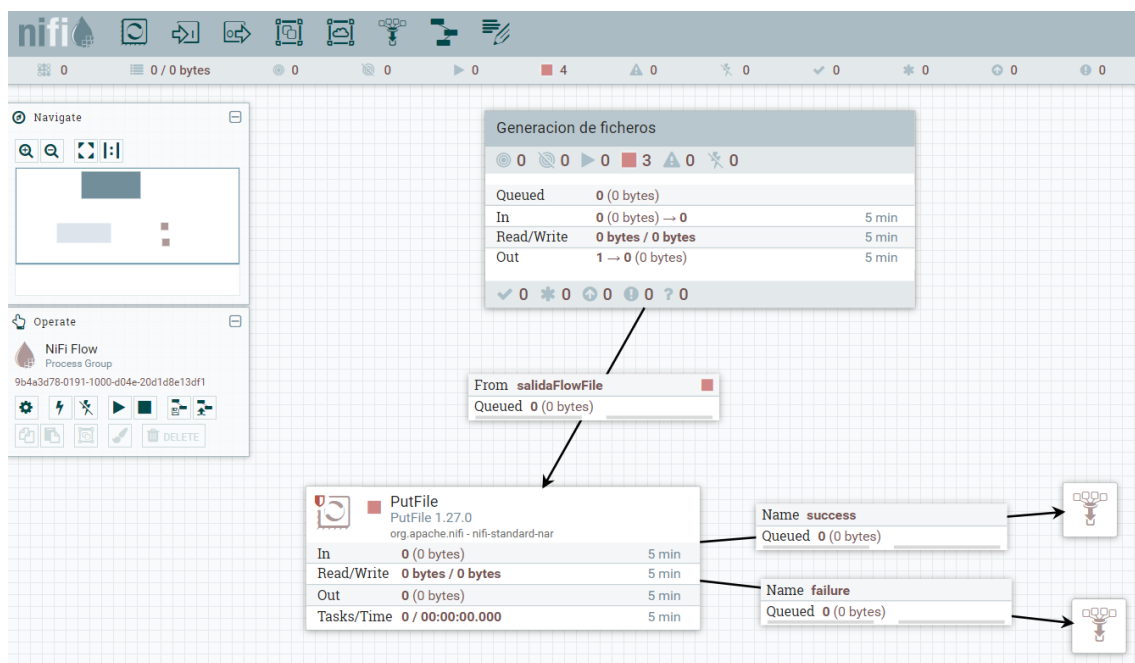 nifi
0 0 / 0 bytes 0 0 0 4 0 0 0 0 0 0
Navigate
Generacion de ficheros
0 0 0 3 0 0
Queued 0 (0 bytes)
In 0 (0 bytes) → 0 5 min
Read/Write 0 bytes / 0 bytes 5 min
Out 1 → 0 (0 bytes) 5 min
0 0 0 0 ? 0
Operate
NiFi Flow
Process Group
9b4a3d78-0191-1000-d04e-20d1d8e13df1
DELETE
From salidaFlowFile
Queued 0 (0 bytes)
PutFile
PutFile 1.27.0
org.apache.nifi - nifi-standard-nar
In 0 (0 bytes) 5 min
Read/Write 0 bytes / 0 bytes 5 min
Out 0 (0 bytes) 5 min
Tasks/Time 0 / 00:00:00.000 5 min
Name success
Queued 0 (0 bytes)
Name failure
Queued 0 (0 bytes)